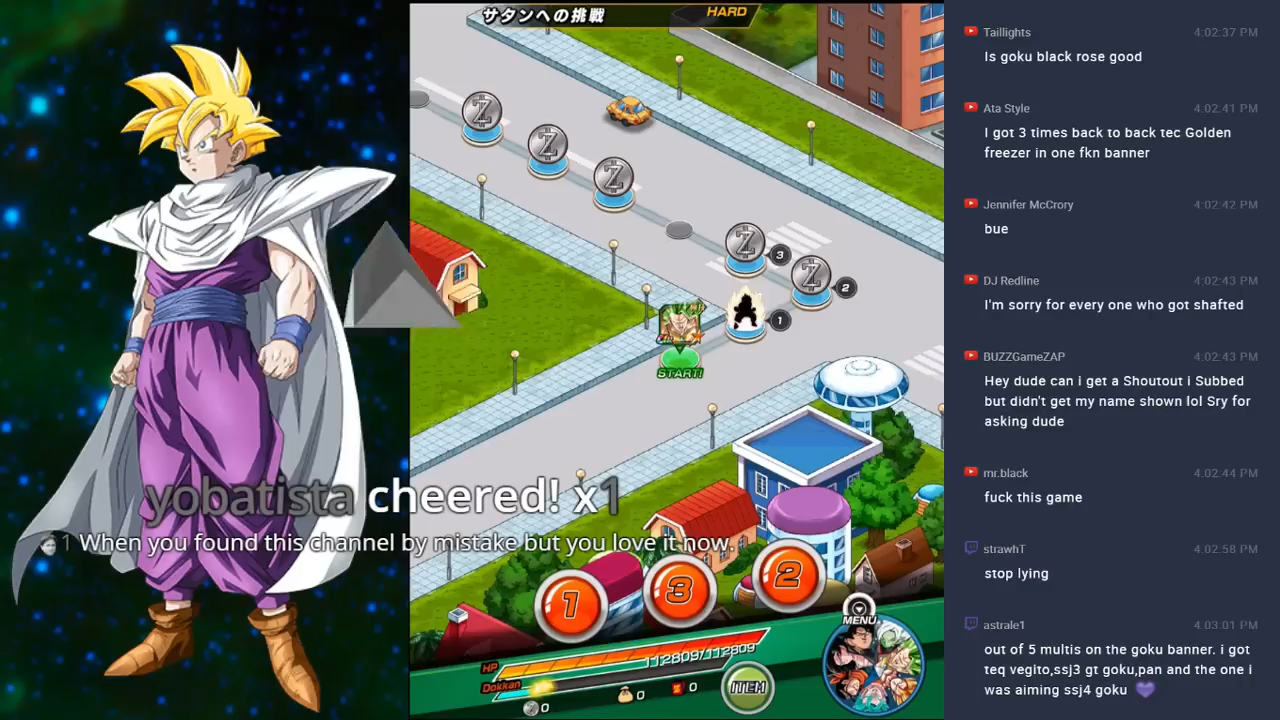 サタンへの挑戦
HARD
3
2
1
START!
yobatista cheered! x1
1 When you found this channel by mistake but you love it now.
1
3
2
MENU
HP
112809/112809
Dokkan
0
0
0
ITEM
Taillights 4:02:37 PM
Is goku black rose good
Ata Style 4:02:41 PM
I got 3 times back to back tec Golden
freezer in one fkn banner
Jennifer McCrory 4:02:42 PM
bue
DJ Redline 4:02:43 PM
I'm sorry for every one who got shafted
BUZZGameZAP 4:02:43 PM
Hey dude can i get a Shoutout i Subbed
but didn't get my name shown lol Sry for
asking dude
mr.black 4:02:44 PM
fuck this game
strawhT 4:02:58 PM
stop lying
astrale1 4:03:01 PM
out of 5 multis on the goku banner. i got
teq vegito,ssj3 gt goku,pan and the one i
was aiming ssj4 goku